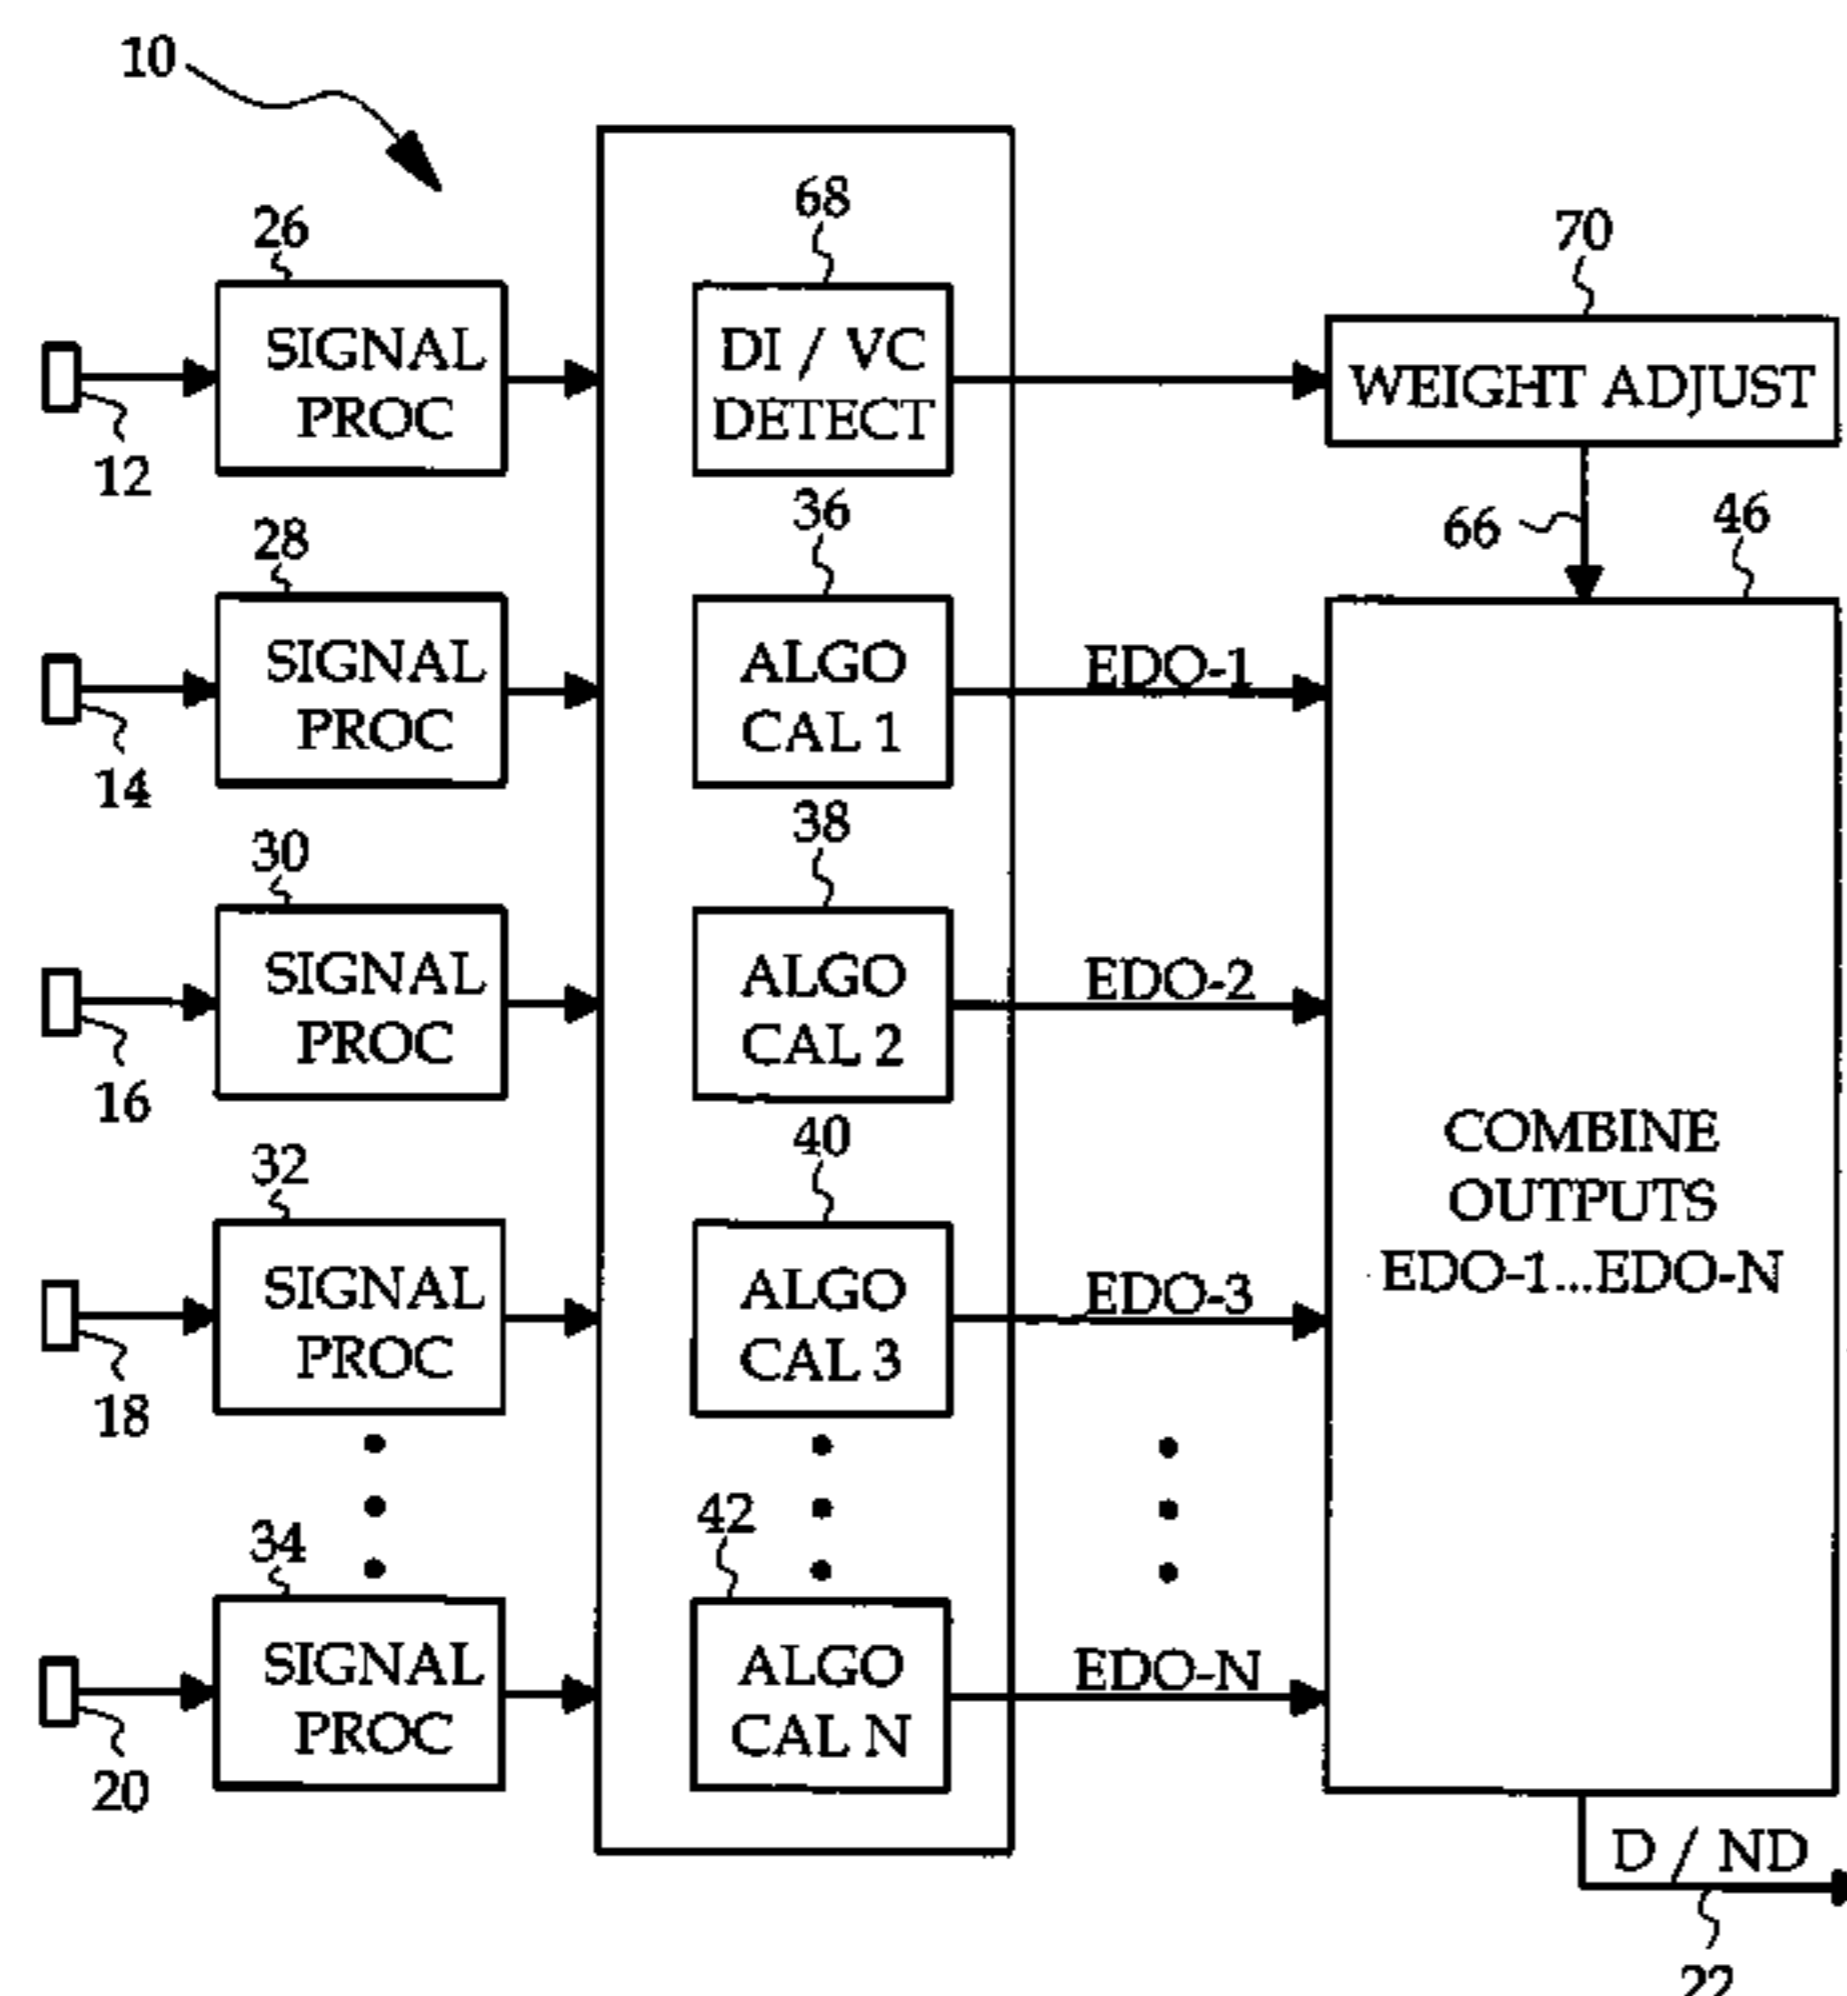 10
68
26
70
SIGNAL
PROC
DI / VC
DETECT
WEIGHT ADJUST
12
36
66
46
28
SIGNAL
PROC
ALGO
CAL 1
EDO-1
14
38
30
SIGNAL
PROC
ALGO
CAL 2
EDO-2
16
40
32
COMBINE
OUTPUTS
EDO-1...EDO-N
SIGNAL
PROC
ALGO
CAL 3
EDO-3
18
42
34
SIGNAL
PROC
ALGO
CAL N
EDO-N
20
D / ND
22